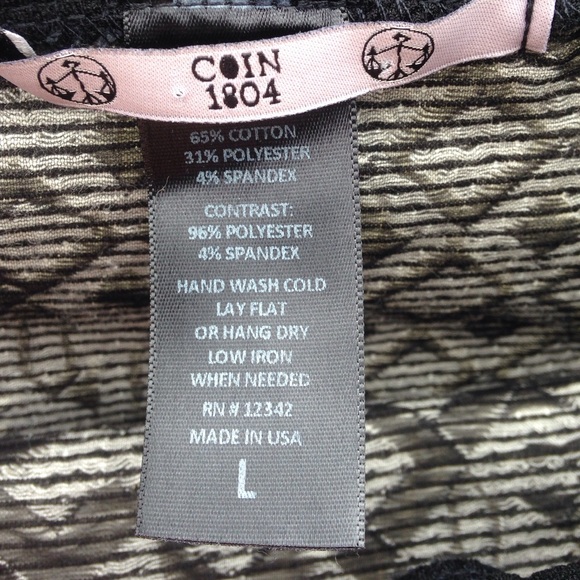 COIN
1804
65% COTTON
31% POLYESTER
4% SPANDEX
CONTRAST:
96% POLYESTER
4% SPANDEX
HAND WASH COLD
LAY FLAT
OR HANG DRY
LOW IRON
WHEN NEEDED
RN # 12342
MADE IN USA
L